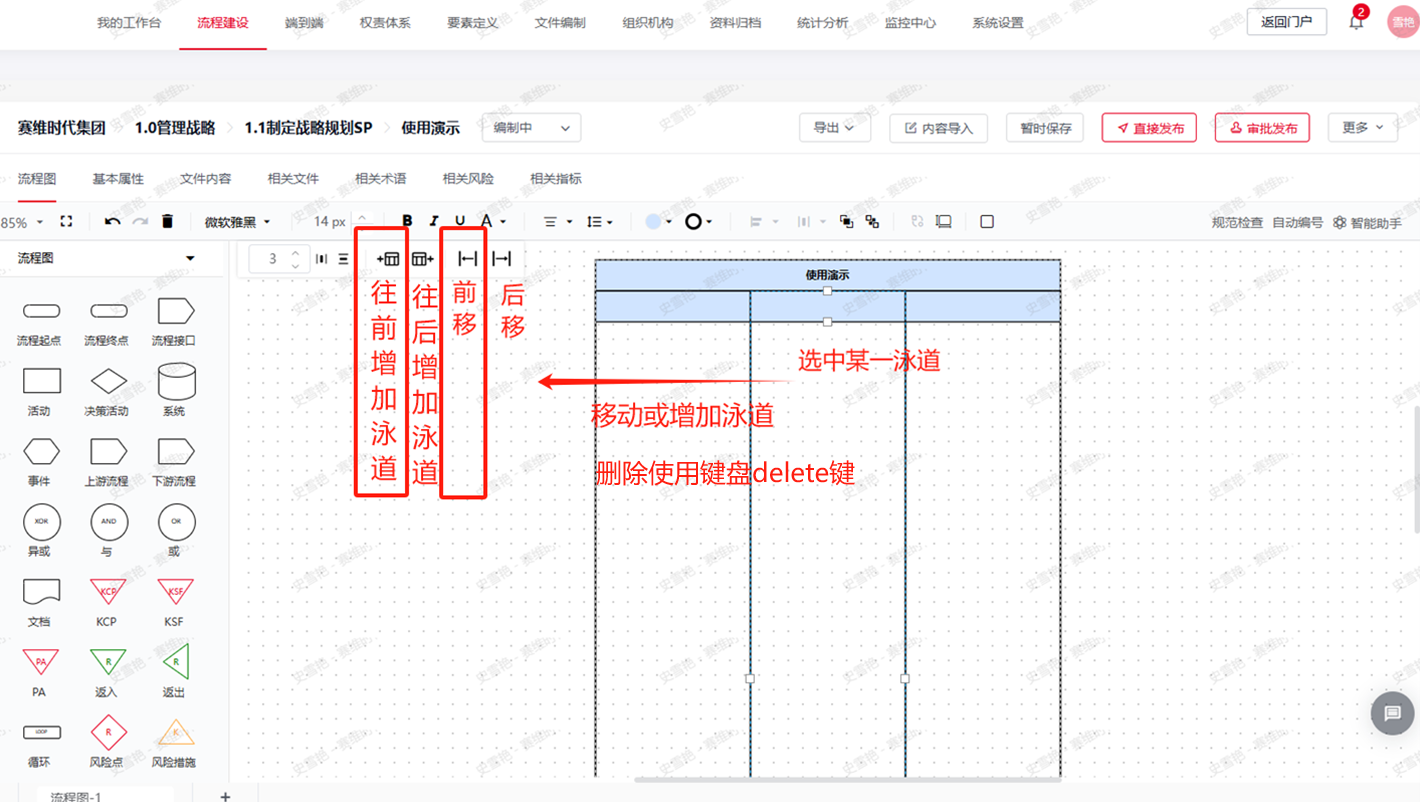 我的工作台 流程建设 端到端 权责体系 要素定义 文件编制 组织机构 资料归档 统计分析 监控中心 系统设置 返回门户 2 雪艳
赛维时代集团 1.0管理战略 1.1制定战略规划SP 使用演示 编制中 导出 内容导入 暂时保存 直接发布 审批发布 更多
流程图 基本属性 文件内容 相关文件 相关术语 相关风险 相关指标
85% 微软雅黑 14 px B I U A 规范检查 自动编号 智能助手
流程图 3
使用演示
往前增加泳道
往后增加泳道
前移
后移
选中某一泳道
移动或增加泳道
删除使用键盘delete键
流程起点 流程终点 流程接口
活动 决策活动 系统
事件 上游流程 下游流程
XOR AND OR
异或 与 或
KCP KSF
文档 KCP KSF
PA R R
PA 返入 返出
LOOP R K
循环 风险点 风险措施
流程图-1 +